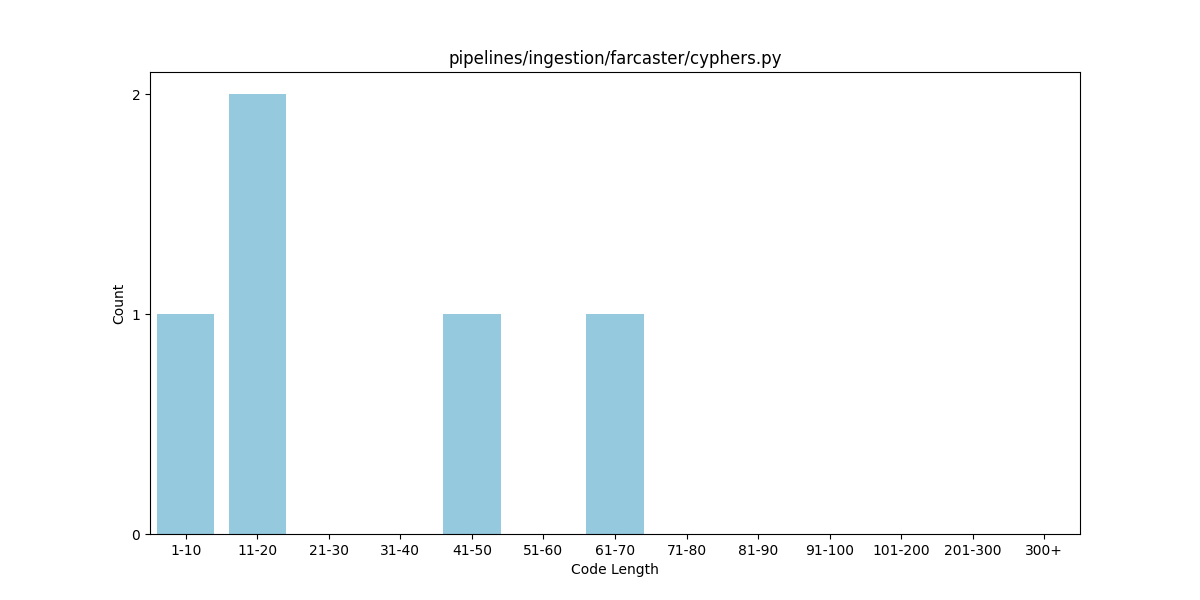 pipelines/ingestion/farcaster/cyphers.py
2
1
0
Count
1-10 11-20 21-30 31-40 41-50 51-60 61-70 71-80 81-90 91-100 101-200 201-300 300+
Code Length